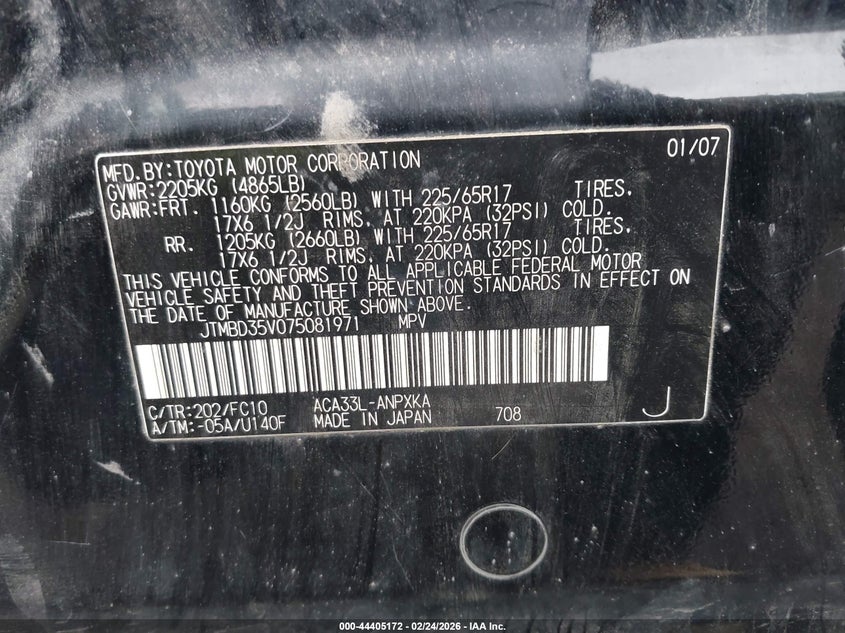 MFD.BY:TOYOTA MOTOR CORPORATION 01/07
GVWR:2205KG (4865LB)
GAWR:FRT. 1160KG (2560LB) WITH 225/65R17 TIRES.
17X6 1/2J RIMS, AT 220KPA (32PSI) COLD.
RR. 1205KG (2660LB) WITH 225/65R17 TIRES.
17X6 1/2J RIMS, AT 220KPA (32PSI) COLD.
THIS VEHICLE CONFORMS TO ALL APPLICABLE FEDERAL MOTOR
VEHICLE SAFETY AND THEFT PREVENTION STANDARDS IN EFFECT ON
THE DATE OF MANUFACTURE SHOWN ABOVE.
JTMBD35V075081971 MPV
C/TR:202/FC10 ACA33L-ANPXKA
A/TM:-05A/U140F MADE IN JAPAN 708 J
000-44405172 - 02/24/2026 - IAA Inc.